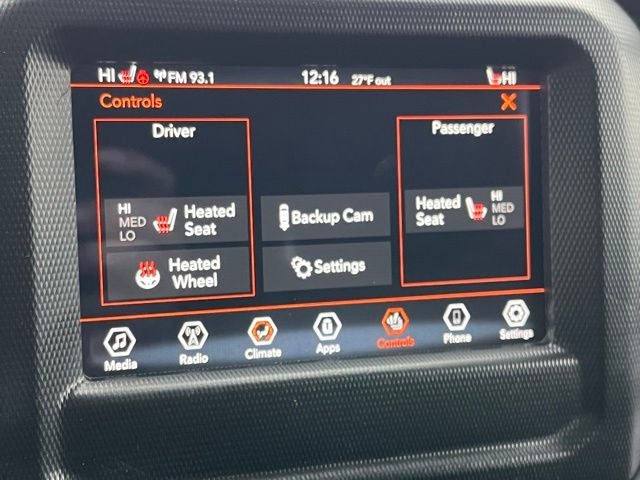 HI FM 93.1 12:16 27°F out HI
Controls X
Driver
Passenger
HI
MED
LO
Heated
Seat
Backup Cam
Heated
Seat
HI
MED
LO
Heated
Wheel
Settings
Media Radio Climate Apps Controls Phone Settings